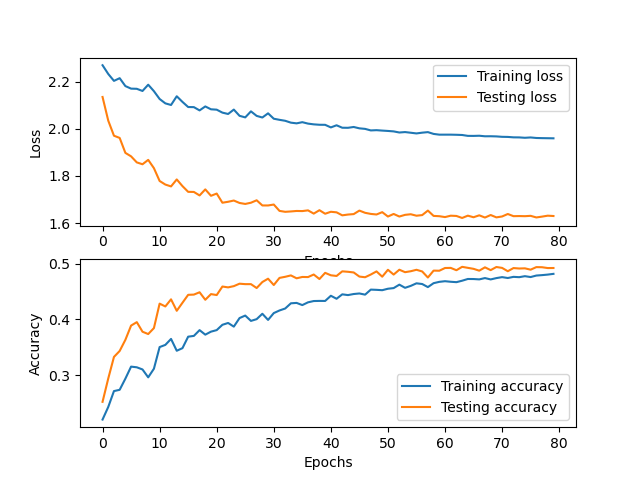 2.2
2.0
1.8
1.6
Loss
Training loss
Testing loss
0 10 20 30 40 50 60 70 80
Epochs
0.5
0.4
0.3
Accuracy
Training accuracy
Testing accuracy
0 10 20 30 40 50 60 70 80
Epochs